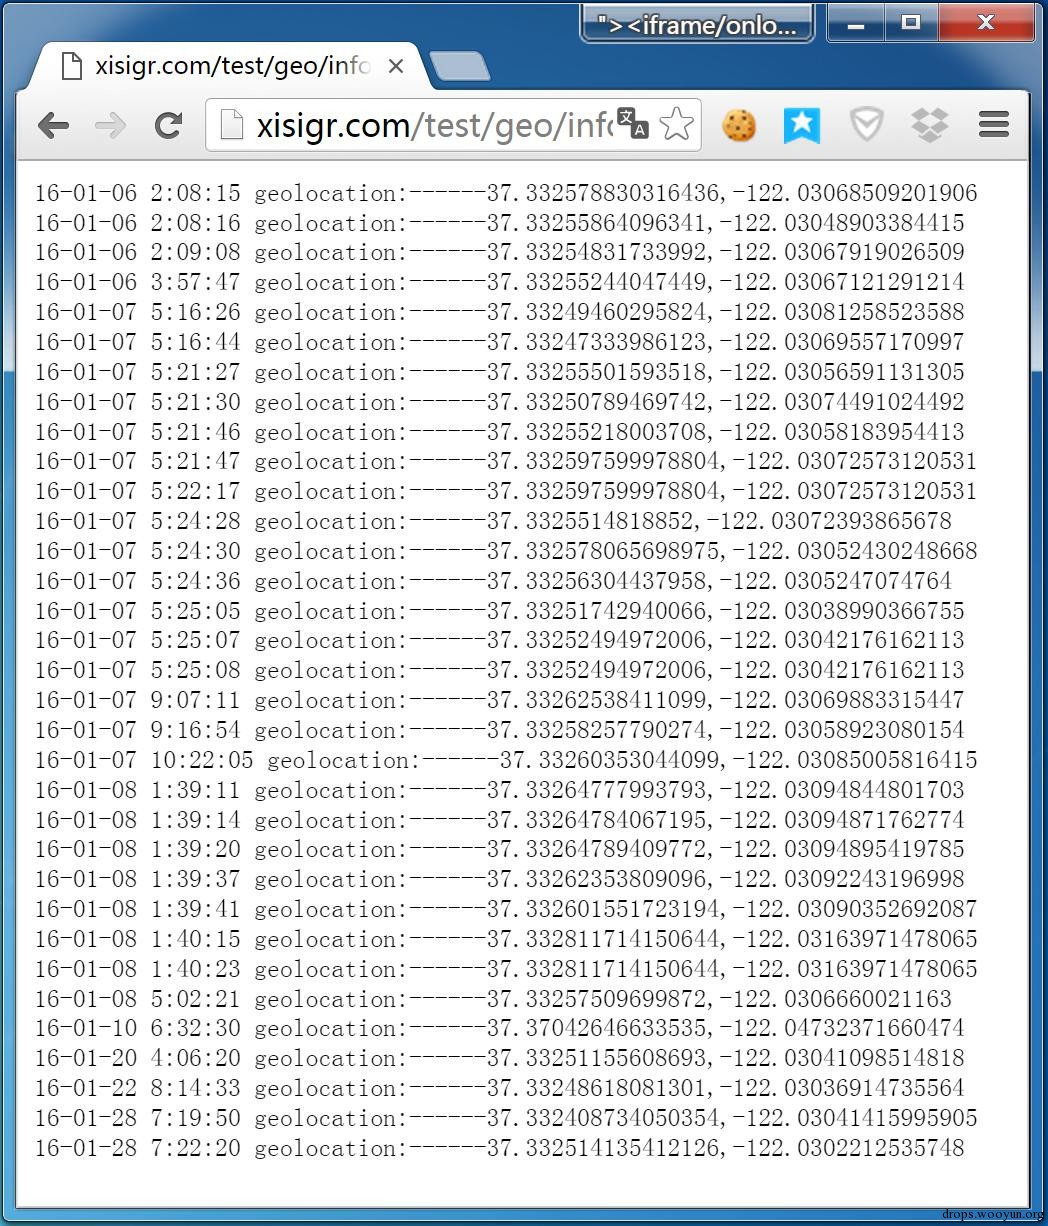 "><iframe/onlo...
xisigr.com/test/geo/info
xisigr.com/test/geo/info
16-01-06 2:08:15 geolocation:------37.332578830316436,-122.03068509201906
16-01-06 2:08:16 geolocation:------37.33255864096341,-122.03048903384415
16-01-06 2:09:08 geolocation:------37.33254831733992,-122.03067919026509
16-01-06 3:57:47 geolocation:------37.33255244047449,-122.03067121291214
16-01-07 5:16:26 geolocation:------37.33249460295824,-122.03081258523588
16-01-07 5:16:44 geolocation:------37.33247333986123,-122.03069557170997
16-01-07 5:21:27 geolocation:------37.33255501593518,-122.03056591131305
16-01-07 5:21:30 geolocation:------37.33250789469742,-122.03074491024492
16-01-07 5:21:46 geolocation:------37.33255218003708,-122.03058183954413
16-01-07 5:21:47 geolocation:------37.332597599978804,-122.03072573120531
16-01-07 5:22:17 geolocation:------37.332597599978804,-122.03072573120531
16-01-07 5:24:28 geolocation:------37.3325514818852,-122.03072393865678
16-01-07 5:24:30 geolocation:------37.332578065698975,-122.03052430248668
16-01-07 5:24:36 geolocation:------37.33256304437958,-122.0305247074764
16-01-07 5:25:05 geolocation:------37.33251742940066,-122.03038990366755
16-01-07 5:25:07 geolocation:------37.33252494972006,-122.03042176162113
16-01-07 5:25:08 geolocation:------37.33252494972006,-122.03042176162113
16-01-07 9:07:11 geolocation:------37.33262538411099,-122.03069883315447
16-01-07 9:16:54 geolocation:------37.33258257790274,-122.03058923080154
16-01-07 10:22:05 geolocation:------37.33260353044099,-122.03085005816415
16-01-08 1:39:11 geolocation:------37.33264777993793,-122.03094844801703
16-01-08 1:39:14 geolocation:------37.33264784067195,-122.03094871762774
16-01-08 1:39:20 geolocation:------37.33264789409772,-122.03094895419785
16-01-08 1:39:37 geolocation:------37.33262353809096,-122.03092243196998
16-01-08 1:39:41 geolocation:------37.332601551723194,-122.03090352692087
16-01-08 1:40:15 geolocation:------37.332811714150644,-122.03163971478065
16-01-08 1:40:23 geolocation:------37.332811714150644,-122.03163971478065
16-01-08 5:02:21 geolocation:------37.33257509699872,-122.0306660021163
16-01-10 6:32:30 geolocation:------37.37042646633535,-122.04732371660474
16-01-20 4:06:20 geolocation:------37.33251155608693,-122.03041098514818
16-01-22 8:14:33 geolocation:------37.33248618081301,-122.03036914735564
16-01-28 7:19:50 geolocation:------37.332408734050354,-122.03041415995905
16-01-28 7:22:20 geolocation:------37.332514135412126,-122.0302212535748
drops.wooyun.org